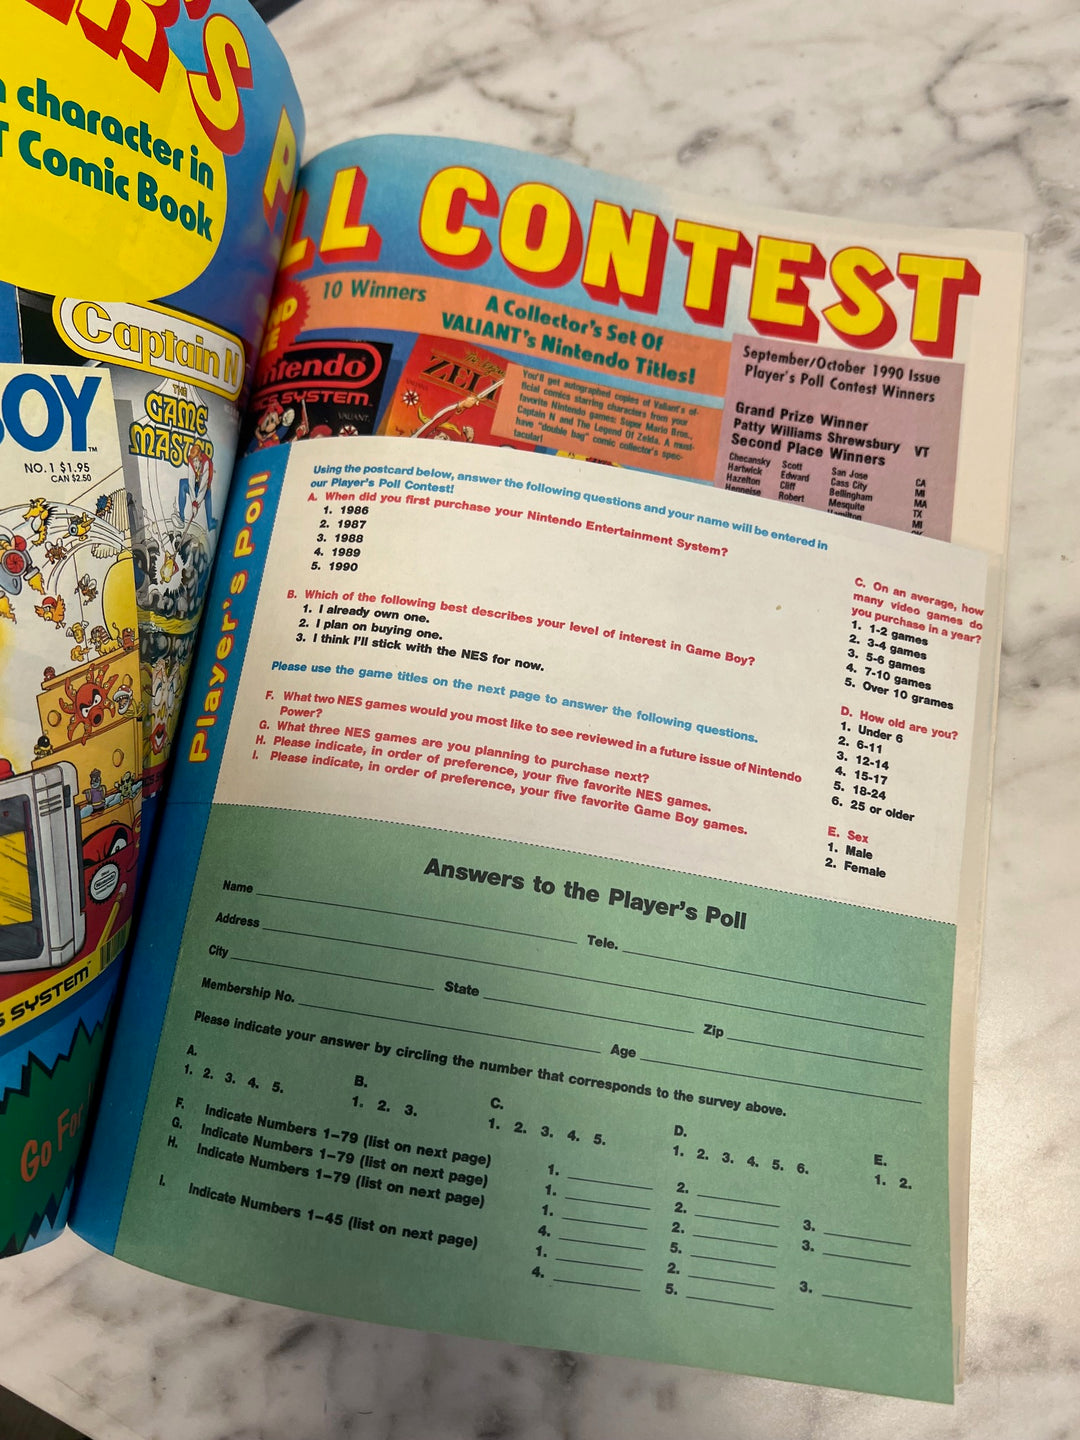 ER'S
character in
T Comic Book
Captain N
THE
GAME
MASTER
BOY
TM
NO. 1 $1.95
CAN $2.50
S SYSTEM
Go For
POLL CONTEST
10 Winners
A Collector's Set Of
VALIANT's Nintendo Titles!
Nintendo
COMICS SYSTEM
VALIANT
ZEL
You'll get autographed copies of Valiant's of-
ficial comics starring characters from your
favorite Nintendo games: Super Mario Bros.,
Captain N and The Legend Of Zelda. A must-
have "double bag" comic collector's spec-
tacular!
September/October 1990 Issue
Player's Poll Contest Winners
Grand Prize Winner
Patty Williams Shrewsbury VT
Second Place Winners
Checansky Scott San Jose CA
Hartwick Edward Cass City MI
Hazelton Cliff Bellingham MA
Henneise Robert Mesquite TX
Hamilton MI
Player's Poll
Using the postcard below, answer the following questions and your name will be entered in
our Player's Poll Contest!
A. When did you first purchase your Nintendo Entertainment System?
1. 1986
2. 1987
3. 1988
4. 1989
5. 1990
B. Which of the following best describes your level of interest in Game Boy?
1. I already own one.
2. I plan on buying one.
3. I think I'll stick with the NES for now.
Please use the game titles on the next page to answer the following questions.
F. What two NES games would you most like to see reviewed in a future issue of Nintendo
Power?
G. What three NES games are you planning to purchase next?
H. Please indicate, in order of preference, your five favorite NES games.
I. Please indicate, in order of preference, your five favorite Game Boy games.
C. On an average, how
many video games do
you purchase in a year?
1. 1-2 games
2. 3-4 games
3. 5-6 games
4. 7-10 games
5. Over 10 grames
D. How old are you?
1. Under 6
2. 6-11
3. 12-14
4. 15-17
5. 18-24
6. 25 or older
E. Sex
1. Male
2. Female
Answers to the Player's Poll
Name Tele.
Address
City State Zip
Membership No. Age
Please indicate your answer by circling the number that corresponds to the survey above.
A. B. C. D. E.
1. 2. 3. 4. 5. 1. 2. 3. 1. 2. 3. 4. 5. 1. 2. 3. 4. 5. 6. 1. 2.
F. Indicate Numbers 1-79 (list on next page) 1. 2.
G. Indicate Numbers 1-79 (list on next page) 1. 2. 3.
H. Indicate Numbers 1-79 (list on next page) 1. 2. 3.
4. 5.
I. Indicate Numbers 1-45 (list on next page) 1. 2. 3.
4. 5.